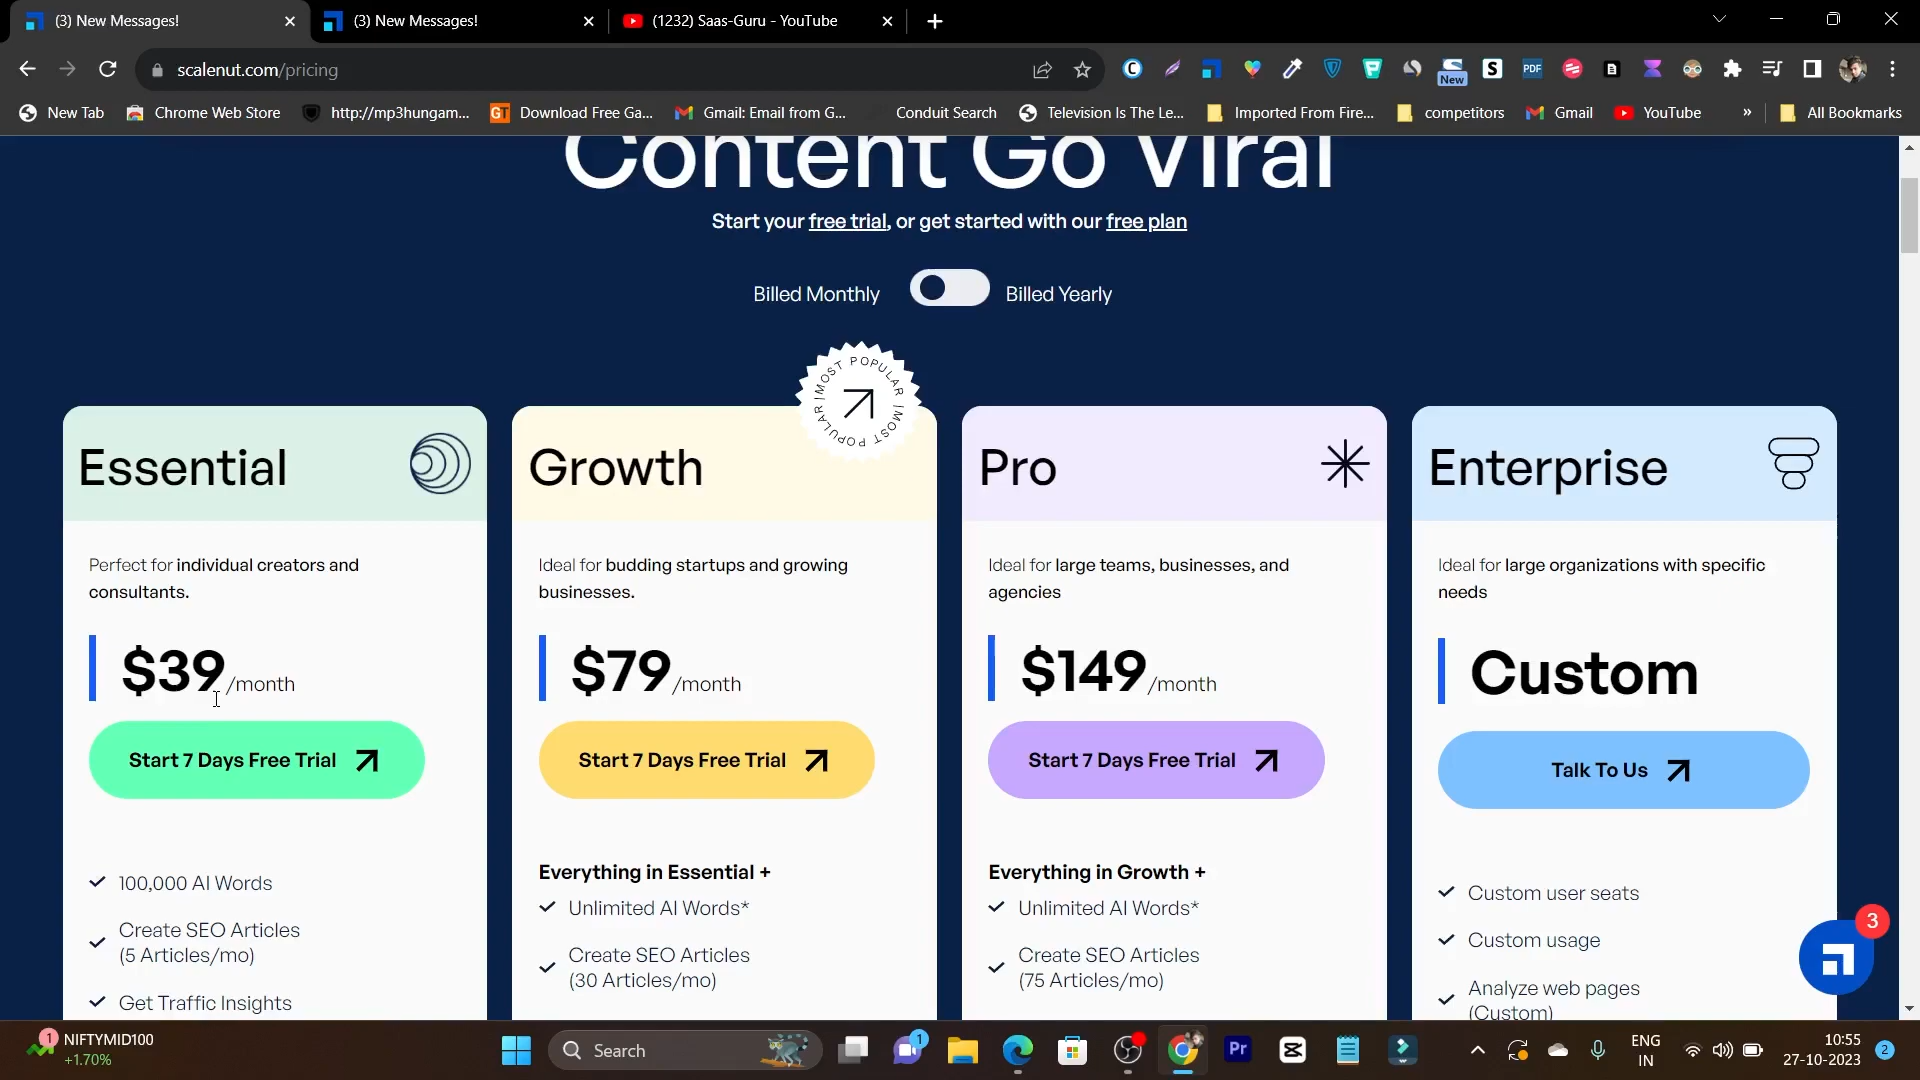 (3) New Messages!
(3) New Messages!
(1232) Saas-Guru - YouTube
scalenut.com/pricing
New
PDF
New Tab
Chrome Web Store
http://mp3hungam...
GT
Download Free Ga...
Gmail: Email from G...
Conduit Search
Television Is The Le...
Imported From Fire...
competitors
Gmail
YouTube
»
All Bookmarks
Content Go Viral
Start your free trial, or get started with our free plan
Billed Monthly
Billed Yearly
MOST POPULAR | MOST POPULAR |
Essential
Growth
Pro
Enterprise
Perfect for individual creators and
consultants.
Ideal for budding startups and growing
businesses.
Ideal for large teams, businesses, and
agencies
Ideal for large organizations with specific
needs
$39/month
$79/month
$149/month
Custom
Start 7 Days Free Trial
Start 7 Days Free Trial
Start 7 Days Free Trial
Talk To Us
100,000 AI Words
Create SEO Articles
(5 Articles/mo)
Get Traffic Insights
Everything in Essential +
Unlimited AI Words*
Create SEO Articles
(30 Articles/mo)
Everything in Growth +
Unlimited AI Words*
Create SEO Articles
(75 Articles/mo)
Custom user seats
Custom usage
Analyze web pages
(Custom)
3
1
NIFTYMID100
+1.70%
Search
1
Pr
ENG
IN
10:55
27-10-2023
2